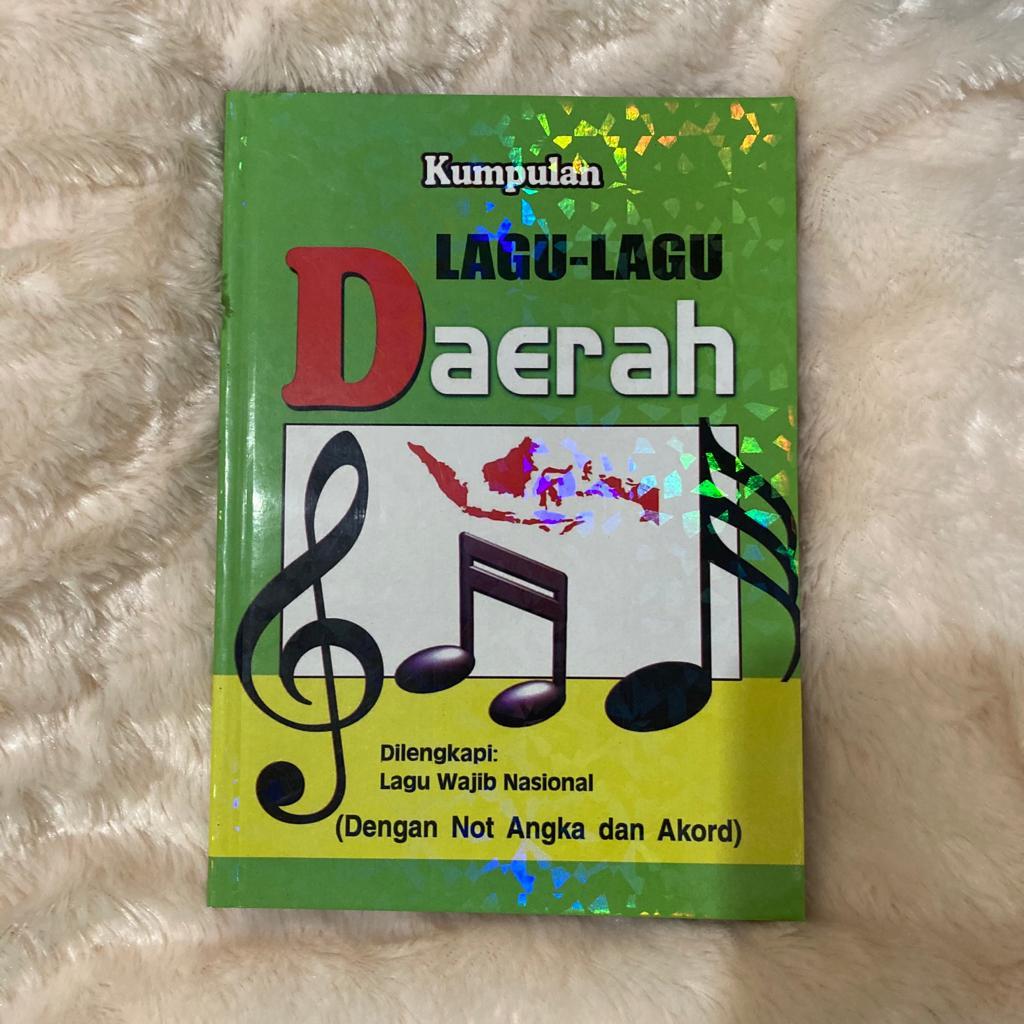 Kumpulan
LAGU-LAGU
Daerah
Dilengkapi:
Lagu Wajib Nasional
(Dengan Not Angka dan Akord)